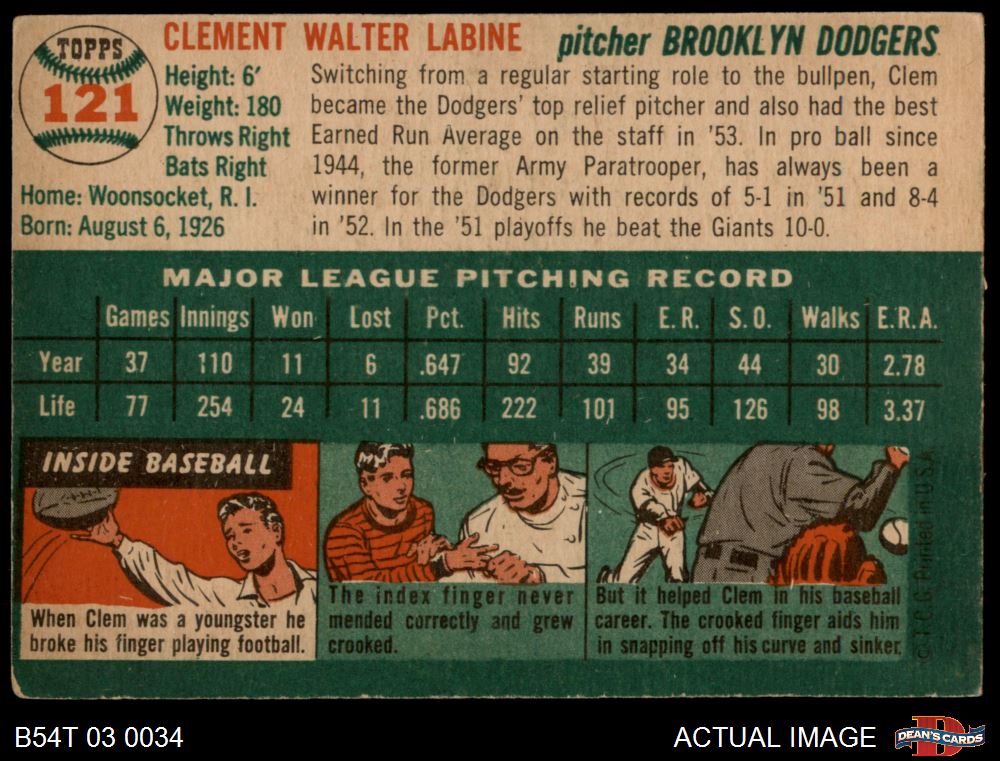 TOPPS
121
CLEMENT WALTER LABINE pitcher BROOKLYN DODGERS
Height: 6'
Weight: 180
Throws Right
Bats Right
Home: Woonsocket, R. I.
Born: August 6, 1926
Switching from a regular starting role to the bullpen, Clem
became the Dodgers' top relief pitcher and also had the best
Earned Run Average on the staff in '53. In pro ball since
1944, the former Army Paratrooper, has always been a
winner for the Dodgers with records of 5-1 in '51 and 8-4
in '52. In the '51 playoffs he beat the Giants 10-0.
MAJOR LEAGUE PITCHING RECORD
Games Innings Won Lost Pct. Hits Runs E.R. S.O. Walks E.R.A.
Year 37 110 11 6 .647 92 39 34 44 30 2.78
Life 77 254 24 11 .686 222 101 95 126 98 3.37
INSIDE BASEBALL
When Clem was a youngster he
broke his finger playing football.
The index finger never
mended correctly and grew
crooked.
But it helped Clem in his baseball
career. The crooked finger aids him
in snapping off his curve and sinker.
© T.C.G. Printed in U.S.A.
B54T 03 0034
ACTUAL IMAGE
D
DEAN'S CARDS